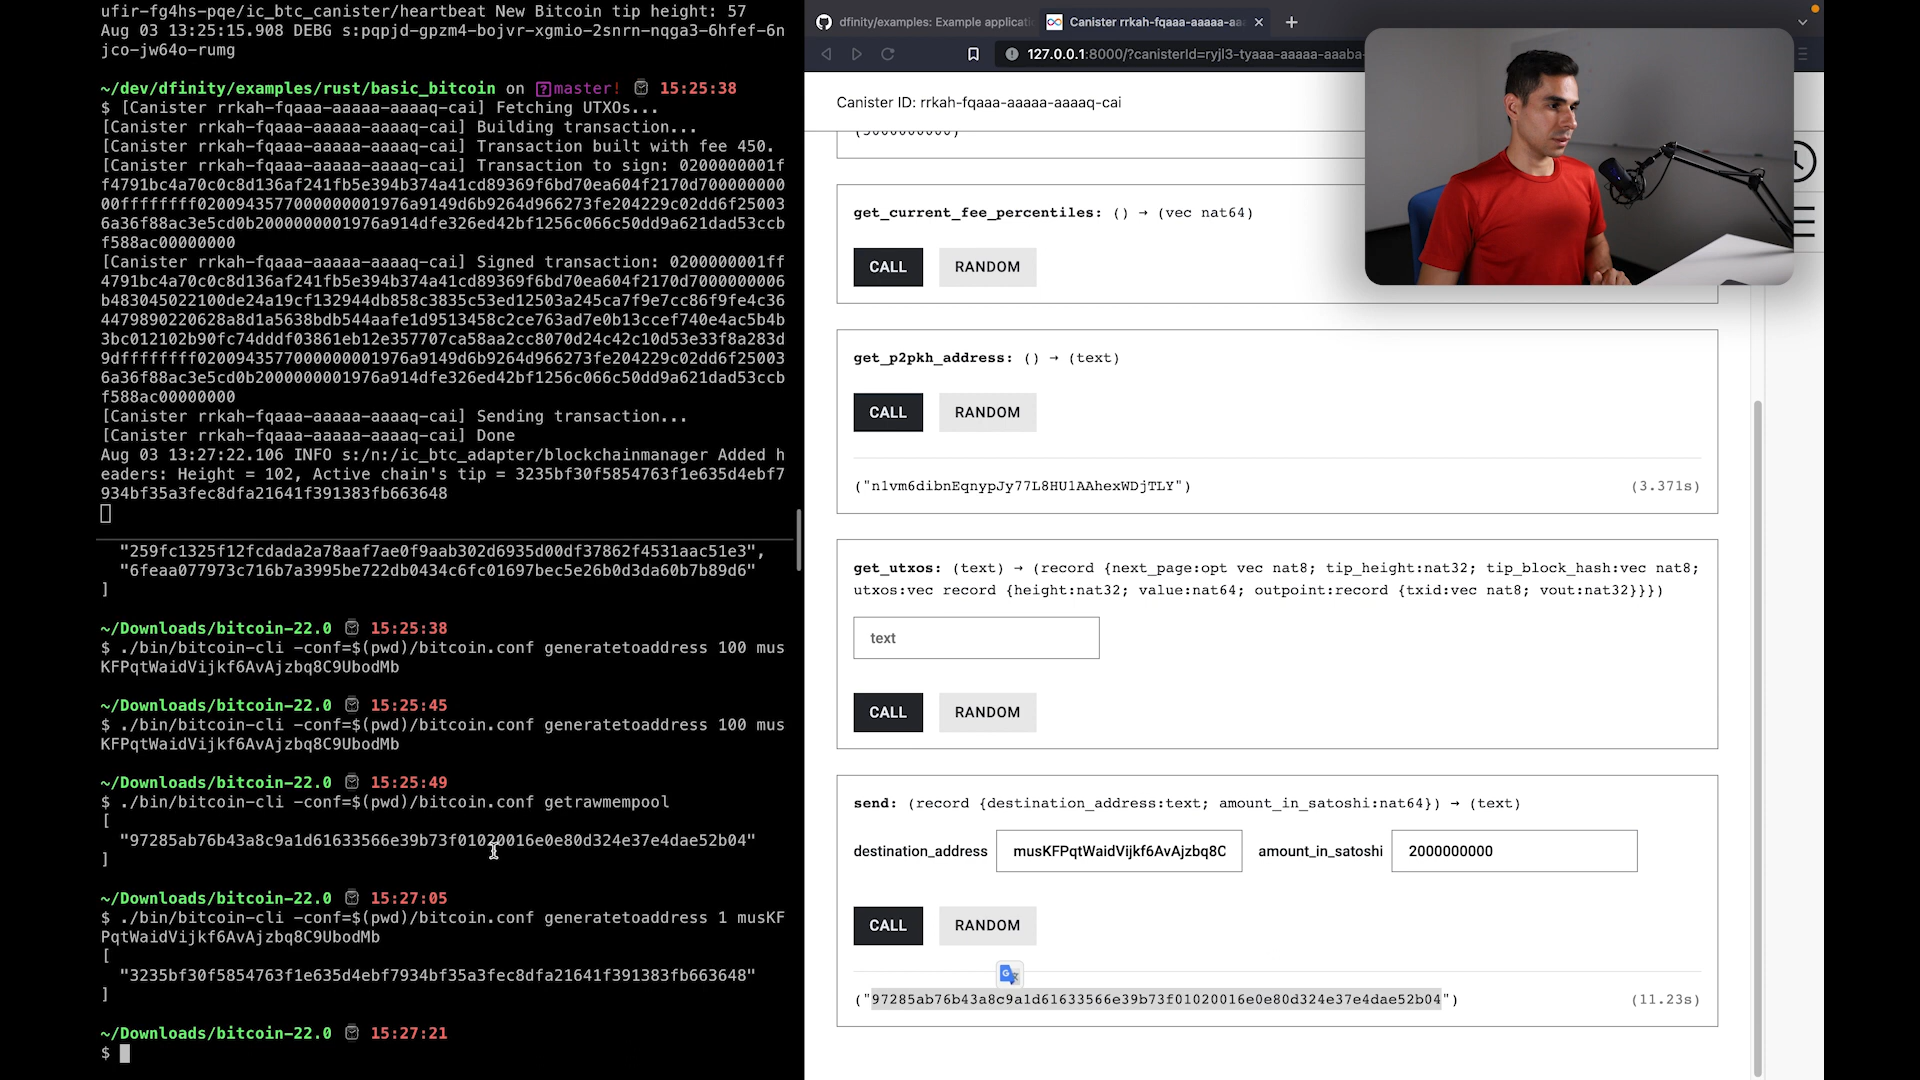 ufir-fg4hs-pqe/ic_btc_canister/heartbeat New Bitcoin tip height: 57
Aug 03 13:25:15.908 DEBG s:pqpjd-gpzm4-bojvr-xgmio-2snrn-nqga3-6hfef-6n
jco-jw64o-rumg
~/dev/dfinity/examples/rust/basic_bitcoin on master! 15:25:38
$ [Canister rrkah-fqaaa-aaaaa-aaaaq-cai] Fetching UTXOs...
[Canister rrkah-fqaaa-aaaaa-aaaaq-cai] Building transaction...
[Canister rrkah-fqaaa-aaaaa-aaaaq-cai] Transaction built with fee 450.
[Canister rrkah-fqaaa-aaaaa-aaaaq-cai] Transaction to sign: 0200000001f
f4791bc4a70c0c8d136af241fb5e394b374a41cd89369f6bd70ea604f2170d700000000
00ffffffff0200943577000000001976a9149d6b9264d966273fe204229c02dd6f25003
6a36f88ac3e5cd0b2000000001976a914dfe326ed42bf1256c066c50dd9a621dad53ccb
f588ac00000000
[Canister rrkah-fqaaa-aaaaa-aaaaq-cai] Signed transaction: 0200000001ff
4791bc4a70c0c8d136af241fb5e394b374a41cd89369f6bd70ea604f2170d7000000006
b483045022100de24a19cf132944db858c3835c53ed12503a245ca7f9e7cc86f9fe4c36
4479890220628a8d1a5638bdb544aafe1d9513458c2ce763ad7e0b13ccef740e4ac5b4b
3bc012102b90fc74dddf03861eb12e357707ca58aa2cc8070d24c42c10d53e33f8a283d
9dffffffff0200943577000000001976a9149d6b9264d966273fe204229c02dd6f25003
6a36f88ac3e5cd0b2000000001976a914dfe326ed42bf1256c066c50dd9a621dad53ccb
f588ac00000000
[Canister rrkah-fqaaa-aaaaa-aaaaq-cai] Sending transaction...
[Canister rrkah-fqaaa-aaaaa-aaaaq-cai] Done
Aug 03 13:27:22.106 INFO s:/n:/ic_btc_adapter/blockchainmanager Added h
eaders: Height = 102, Active chain's tip = 3235bf30f5854763f1e635d4ebf7
934bf35a3fec8dfa21641f391383fb663648
"259fc1325f12fcdada2a78aaf7ae0f9aab302d6935d00df37862f4531aac51e3",
"6feaa077973c716b7a3995be722db0434c6fc01697bec5e26b0d3da60b7b89d6"
]
~/Downloads/bitcoin-22.0 15:25:38
$ ./bin/bitcoin-cli -conf=$(pwd)/bitcoin.conf generatetoaddress 100 mus
KFPqtWaidVijkf6AvAjzbq8C9UbodMb
~/Downloads/bitcoin-22.0 15:25:45
$ ./bin/bitcoin-cli -conf=$(pwd)/bitcoin.conf generatetoaddress 100 mus
KFPqtWaidVijkf6AvAjzbq8C9UbodMb
~/Downloads/bitcoin-22.0 15:25:49
$ ./bin/bitcoin-cli -conf=$(pwd)/bitcoin.conf getrawmempool
[
"97285ab76b43a8c9a1d61633566e39b73f01020016e0e80d324e37e4dae52b04"
]
~/Downloads/bitcoin-22.0 15:27:05
$ ./bin/bitcoin-cli -conf=$(pwd)/bitcoin.conf generatetoaddress 1 musKF
PqtWaidVijkf6AvAjzbq8C9UbodMb
[
"3235bf30f5854763f1e635d4ebf7934bf35a3fec8dfa21641f391383fb663648"
]
~/Downloads/bitcoin-22.0 15:27:21
$
dfinity/examples: Example applicati
Canister rrkah-fqaaa-aaaaa-aa
127.0.0.1:8000/?canisterId=ryjl3-tyaaa-aaaaa-aaaba-
Canister ID: rrkah-fqaaa-aaaaa-aaaaq-cai
(5000000000)
get_current_fee_percentiles: () → (vec nat64)
CALL RANDOM
get_p2pkh_address: () → (text)
CALL RANDOM
("n1vm6dibnEqnypJy77L8HU1AAhexWDjTLY") (3.371s)
get_utxos: (text) → (record {next_page:opt vec nat8; tip_height:nat32; tip_block_hash:vec nat8;
utxos:vec record {height:nat32; value:nat64; outpoint:record {txid:vec nat8; vout:nat32}}})
text
CALL RANDOM
send: (record {destination_address:text; amount_in_satoshi:nat64}) → (text)
destination_address musKFPqtWaidVijkf6AvAjzbq8C amount_in_satoshi 2000000000
CALL RANDOM
("97285ab76b43a8c9a1d61633566e39b73f01020016e0e80d324e37e4dae52b04") (11.23s)